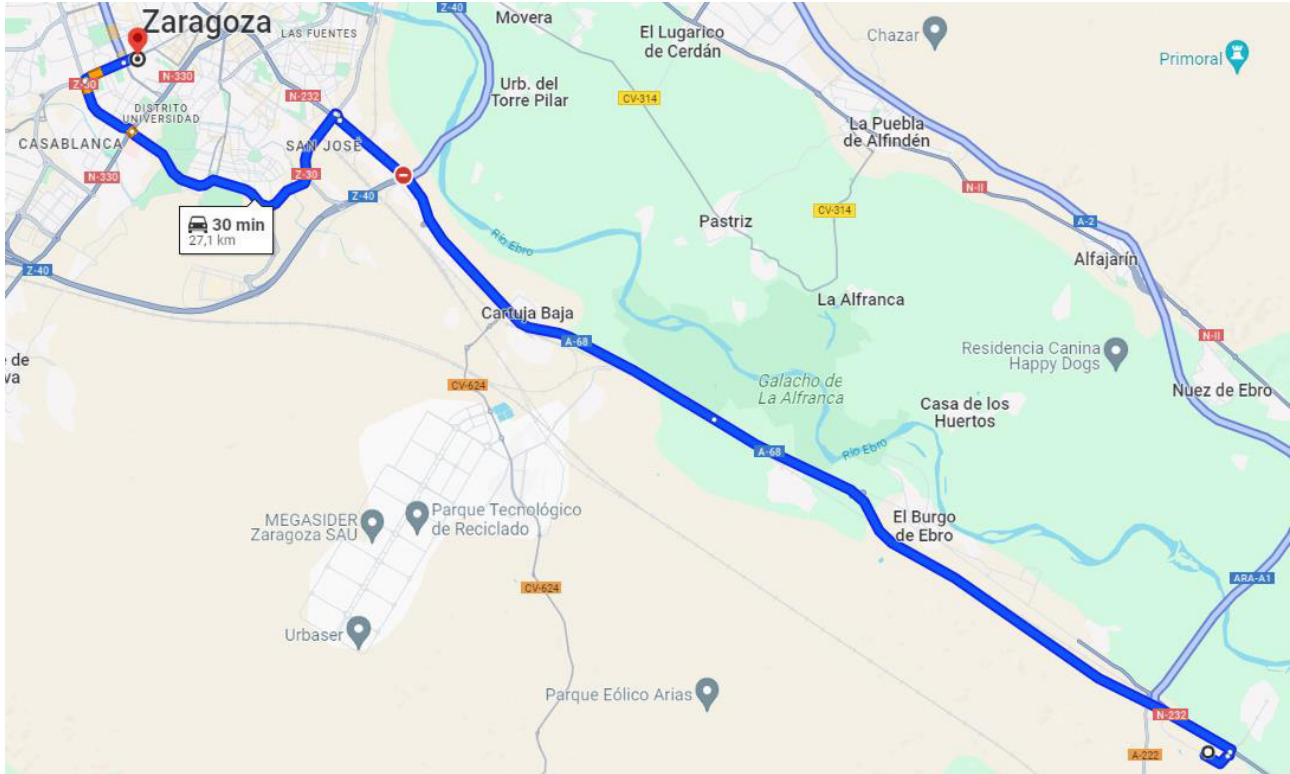 Zaragoza
Z-40
Movera
LAS FUENTES
El Lugarico
de Cerdán
Chazar
Primoral
Z-30
N-330
N-232
Urb. del
Torre Pilar
CV-314
DISTRITO
UNIVERSIDAD
CASABLANCA
SAN JOSÉ
La Puebla
de Alfindén
N-330
Z-30
Z-40
N-II
30 min
27,1 km
Pastriz
CV-314
A-2
Río Ebro
Z-40
Alfajarín
La Alfranca
Cartuja Baja
A-68
Residencia Canina
Happy Dogs
N-II
e de
va
CV-624
Galacho de
La Alfranca
Nuez de Ebro
Casa de los
Huertos
A-68
Río Ebro
MEGASIDER
Zaragoza SAU
Parque Tecnológico
de Reciclado
El Burgo
de Ebro
CV-624
ARA-A1
Urbaser
Parque Eólico Arias
N-232
A-222